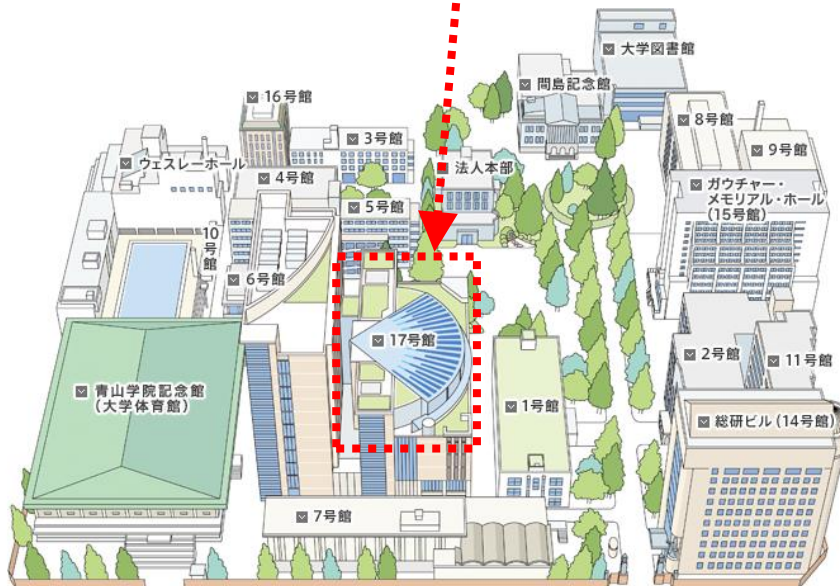 大学図書館
間島記念館
16号館
8号館
3号館
9号館
ウェスレーホール
法人本部
4号館
ガウチャー・
メモリアル・ホール
(15号館)
5号館
10号館
6号館
17号館
2号館
11号館
青山学院記念館
(大学体育館)
1号館
総研ビル(14号館)
7号館